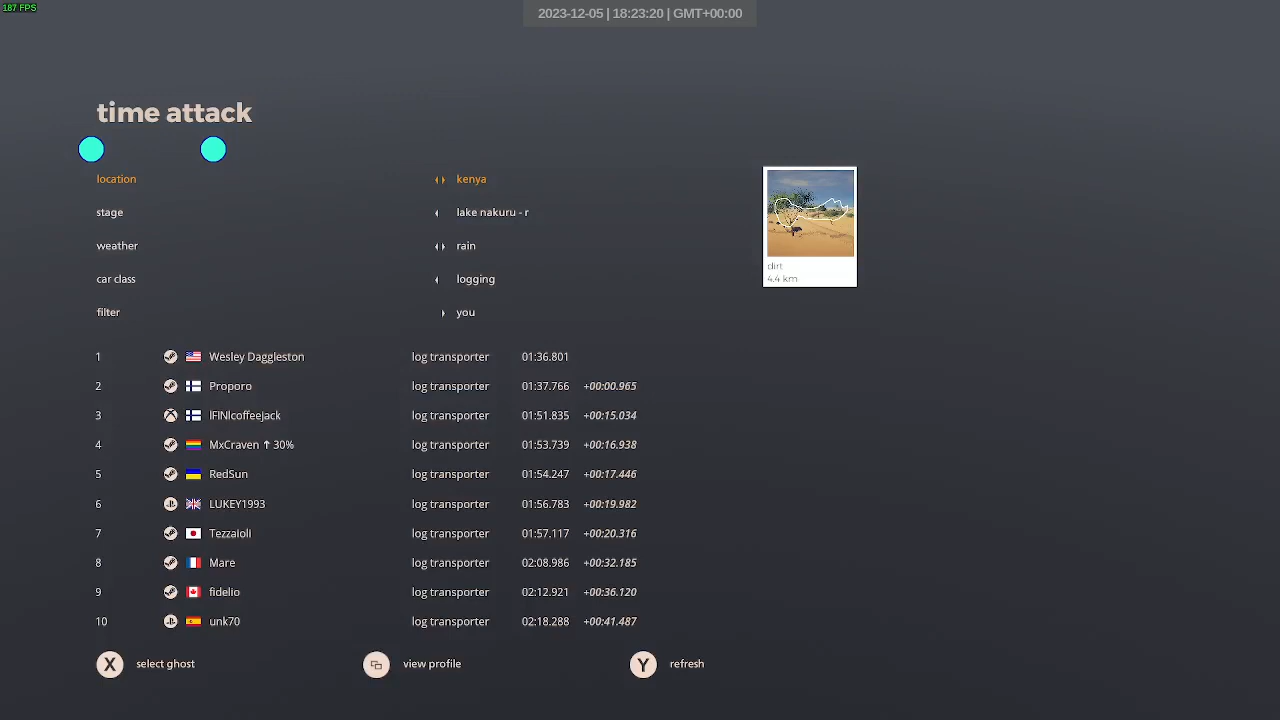 187 FPS
2023-12-05 | 18:23:20 | GMT+00:00
time attack
location kenya
stage lake nakuru - r
weather rain
car class logging
filter you
dirt
4.4 km
1 Wesley Daggleston log transporter 01:36.801
2 Proporo log transporter 01:37.766 +00:00.965
3 lFINlcoffeejack log transporter 01:51.835 +00:15.034
4 MxCraven ↑ 30% log transporter 01:53.739 +00:16.938
5 RedSun log transporter 01:54.247 +00:17.446
6 LUKEY1993 log transporter 01:56.783 +00:19.982
7 Tezzaioli log transporter 01:57.117 +00:20.316
8 Mare log transporter 02:08.986 +00:32.185
9 fidelio log transporter 02:12.921 +00:36.120
10 unk70 log transporter 02:18.288 +00:41.487
X select ghost view profile Y refresh